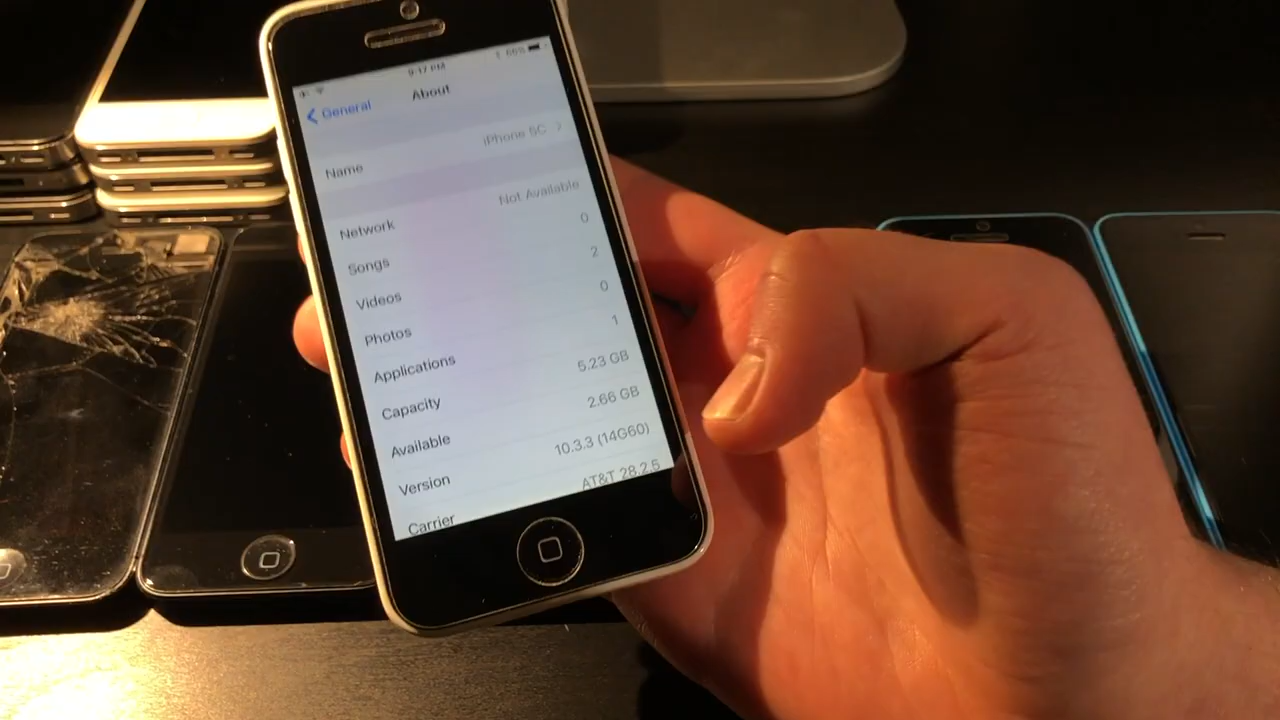 9:17 PM 66%
General About
Name iPhone 5C
Network Not Available
Songs 0
Videos 2
Photos 0
Applications 1
Capacity 5.23 GB
Available 2.66 GB
Version 10.3.3 (14G60)
Carrier AT&T 28.2.5